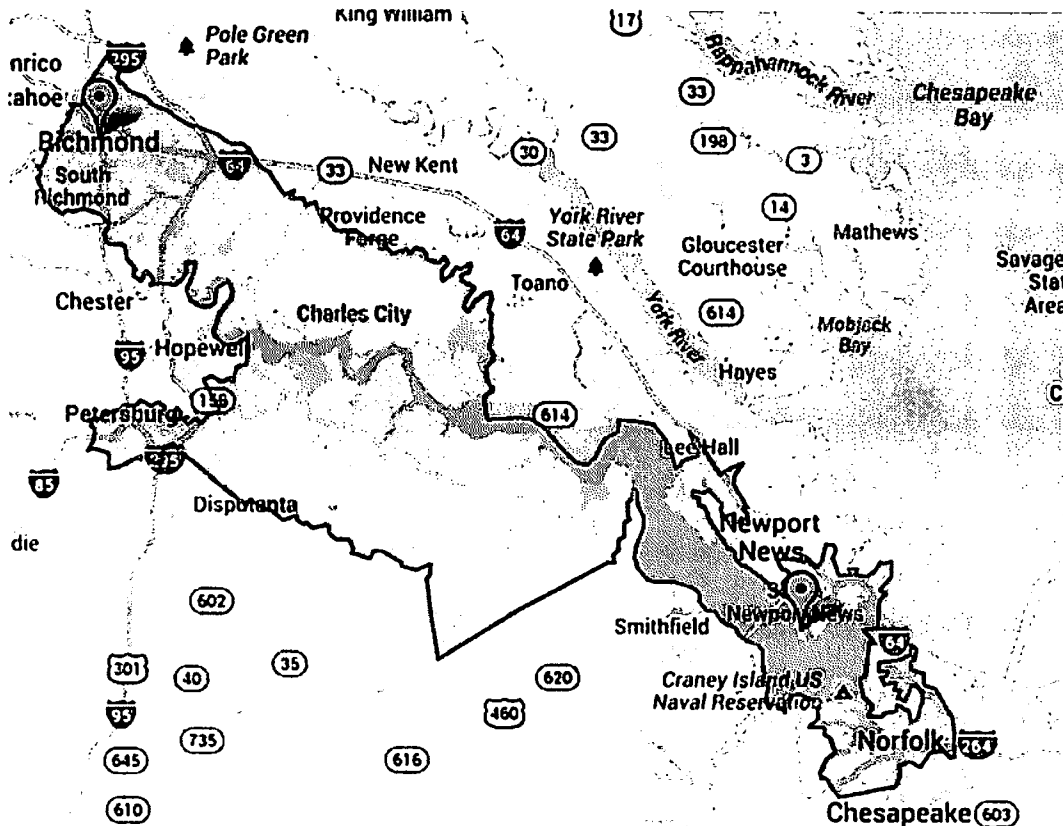 King William
17
Pole Green
Park
295
nrico
Rappahannock River
33
Chesapeake
Bay
Richmond
198
33
30
3
64
33
New Kent
South
Richmond
14
Providence
Forge
York River
State Park
64
Mathews
Gloucester
Courthouse
Savage
Stat
Area
Toano
Chester
Charles City
614
York River
Mobjack
Bay
95
Hopewell
Hayes
156
Petersburg
614
C
Lee Hall
295
85
Disputanta
Newport
News
die
602
Newport News
Smithfield
64
301
35
40
620
Craney Island US
Naval Reservation
95
460
735
Norfolk
264
645
616
610
Chesapeake
603